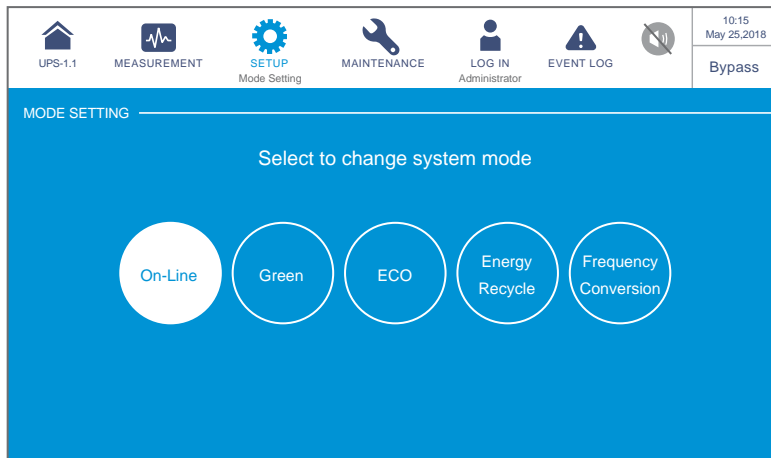 UPS-1.1
MEASUREMENT
SETUP
Mode Setting
MAINTENANCE
LOG IN
Administrator
EVENT LOG
10:15
May 25,2018
Bypass
MODE SETTING
Select to change system mode
On-Line
Green
ECO
Energy
Recycle
Frequency
Conversion